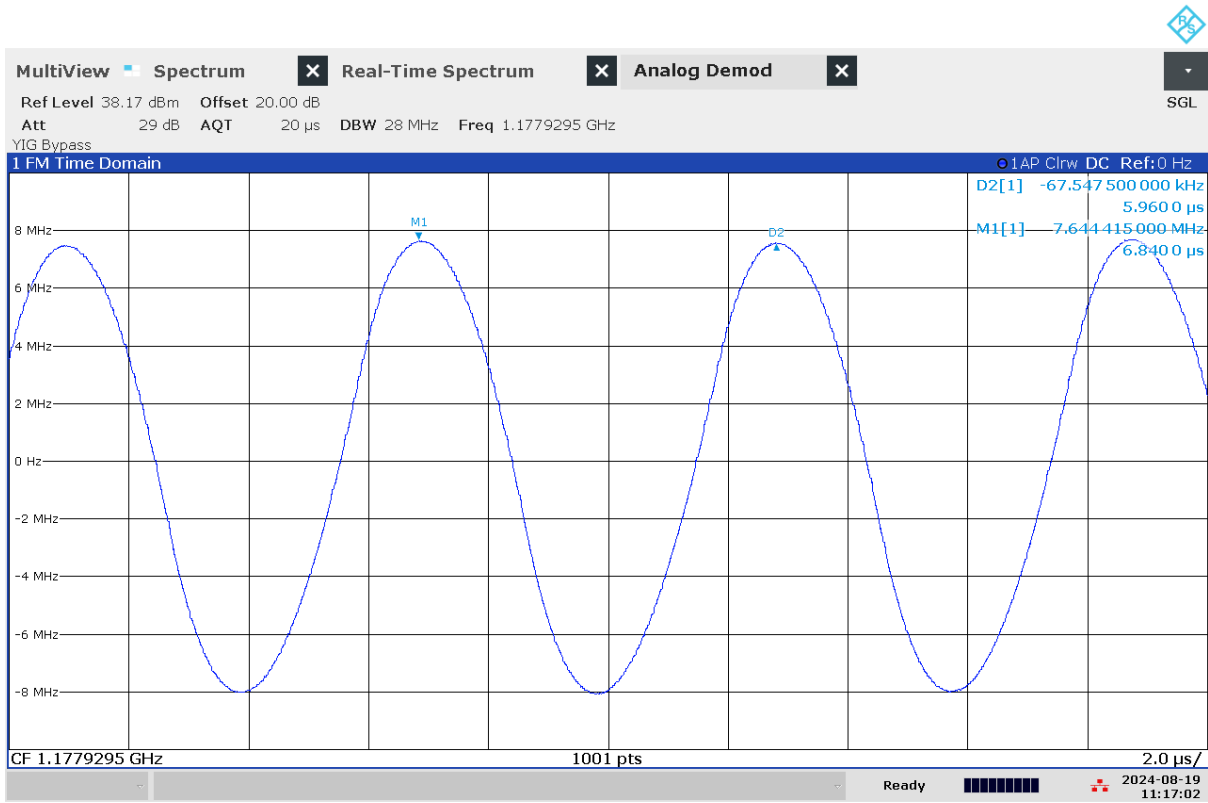 R&S
MultiView Spectrum X Real-Time Spectrum X Analog Demod X
Ref Level 38.17 dBm Offset 20.00 dB SGL
Att 29 dB AQT 20 µs DBW 28 MHz Freq 1.1779295 GHz
YIG Bypass
1 FM Time Domain 1AP Clrw DC Ref:0 Hz
D2[1] -67.547 500 000 kHz
5.960 0 µs
M1[1] 7.644 415 000 MHz
6.840 0 µs
M1
D2
8 MHz
6 MHz
4 MHz
2 MHz
0 Hz
-2 MHz
-4 MHz
-6 MHz
-8 MHz
CF 1.1779295 GHz 1001 pts 2.0 µs/
Ready 2024-08-19
11:17:02